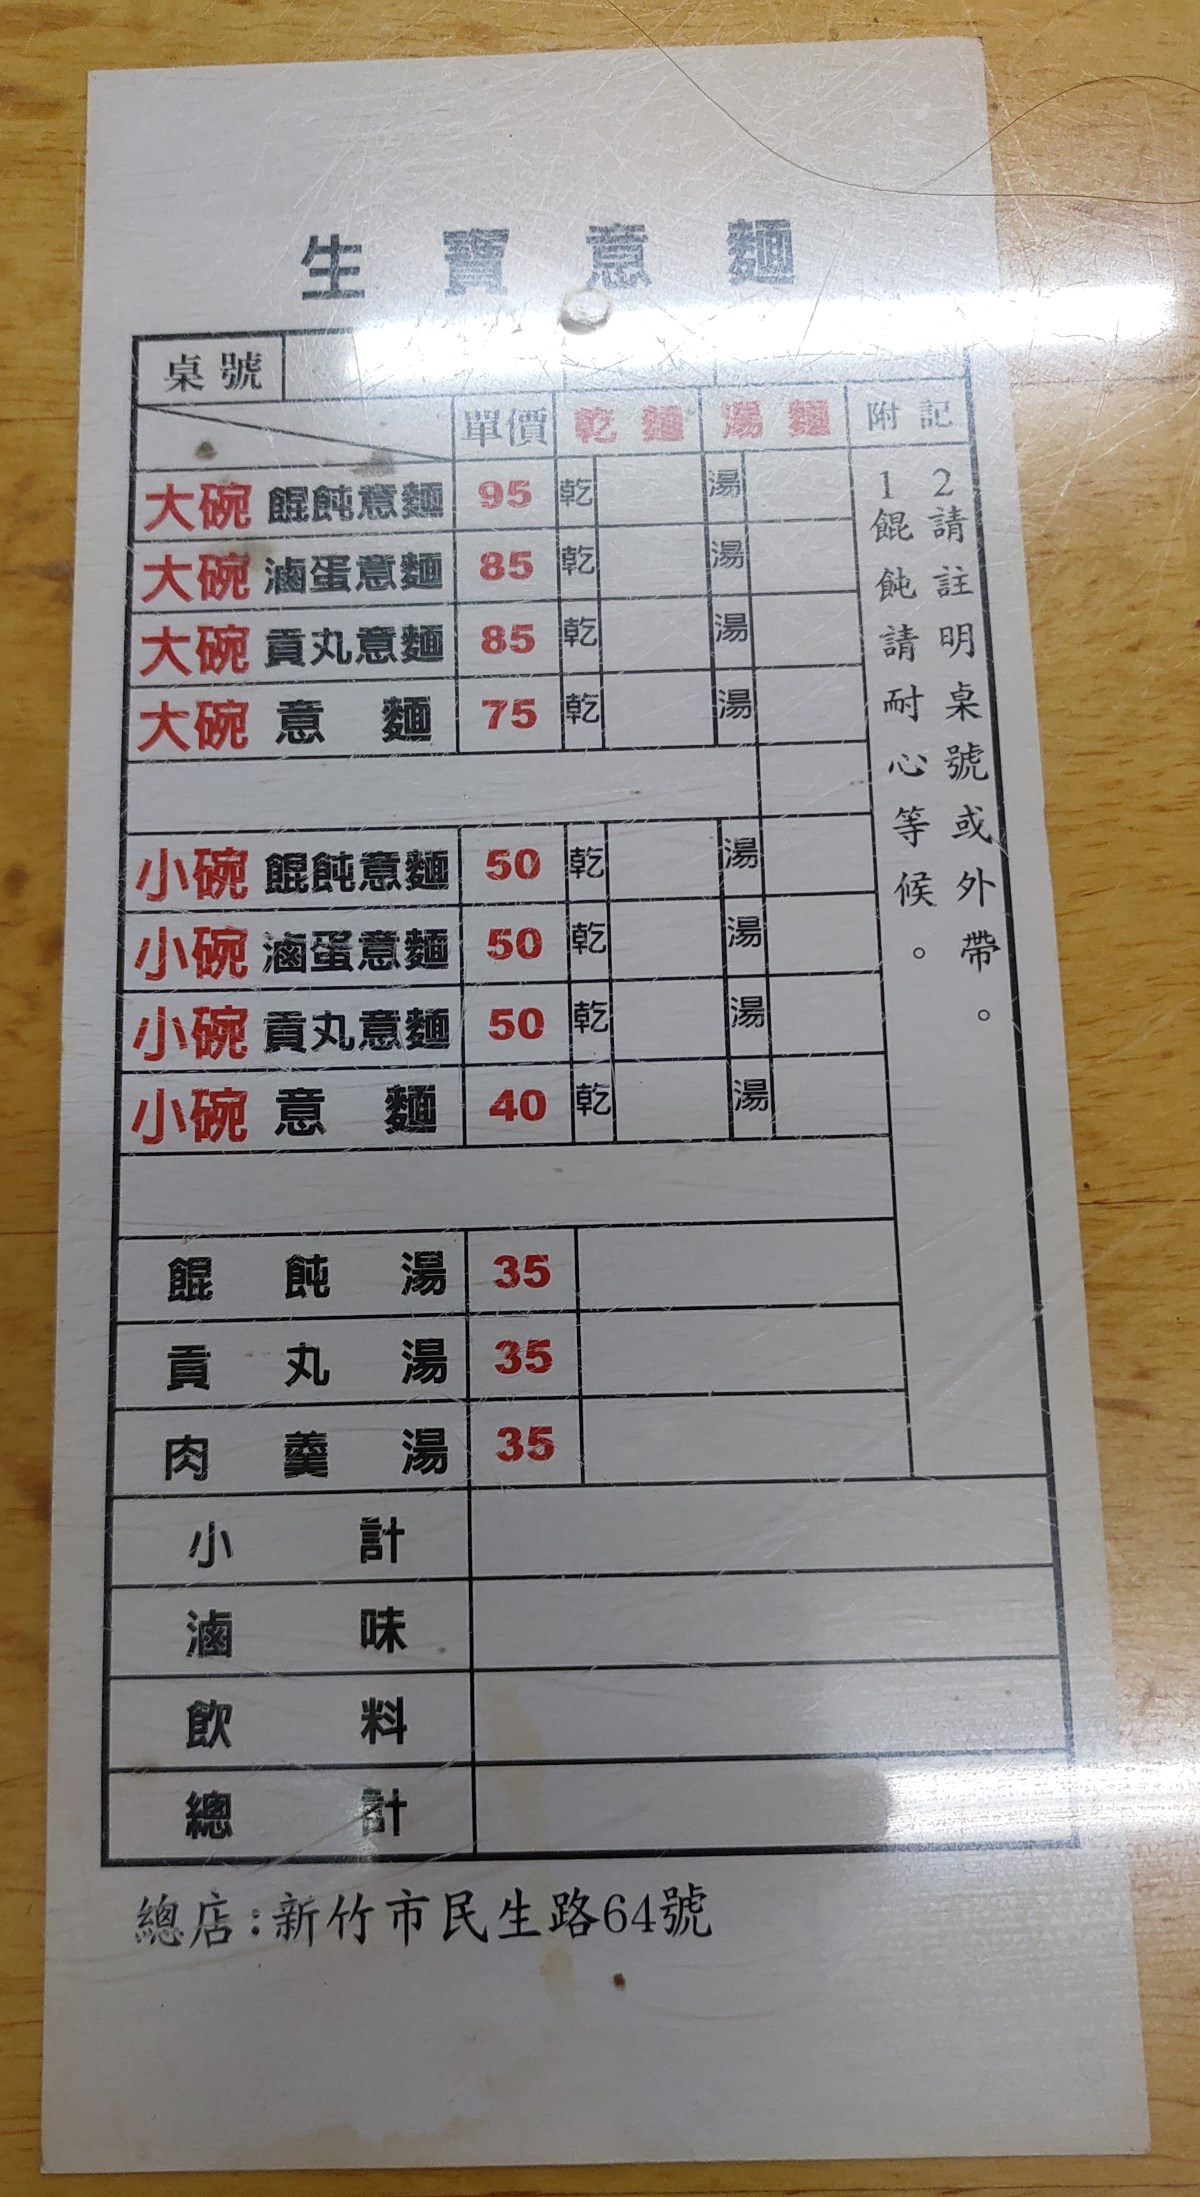 生寶意麵
桌號
單價 乾麵 湯麵 附記
大碗 餛飩意麵 95 乾 湯
大碗 滷蛋意麵 85 乾 湯
大碗 貢丸意麵 85 乾 湯
大碗 意麵 75 乾 湯
小碗 餛飩意麵 50 乾 湯
小碗 滷蛋意麵 50 乾 湯
小碗 貢丸意麵 50 乾 湯
小碗 意麵 40 乾 湯
餛飩湯 35
貢丸湯 35
肉羹湯 35
小計
滷味
飲料
總計
1餛飩請耐心等候。
2請註明桌號或外帶。
總店:新竹市民生路64號